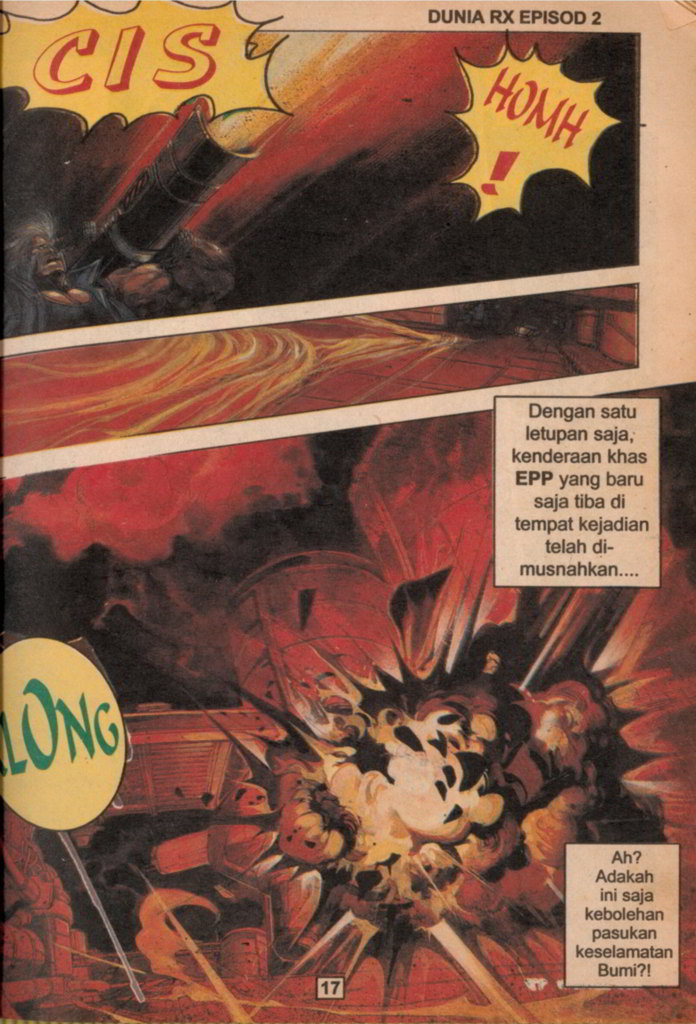 DUNIA RX EPISOD 2
CIS
HOMH
!
Dengan satu
letupan saja,
kenderaan khas
EPP yang baru
saja tiba di
tempat kejadian
telah di-
musnahkan....
LONG
Ah?
Adakah
ini saja
kebolehan
pasukan
keselamatan
Bumi?!
17